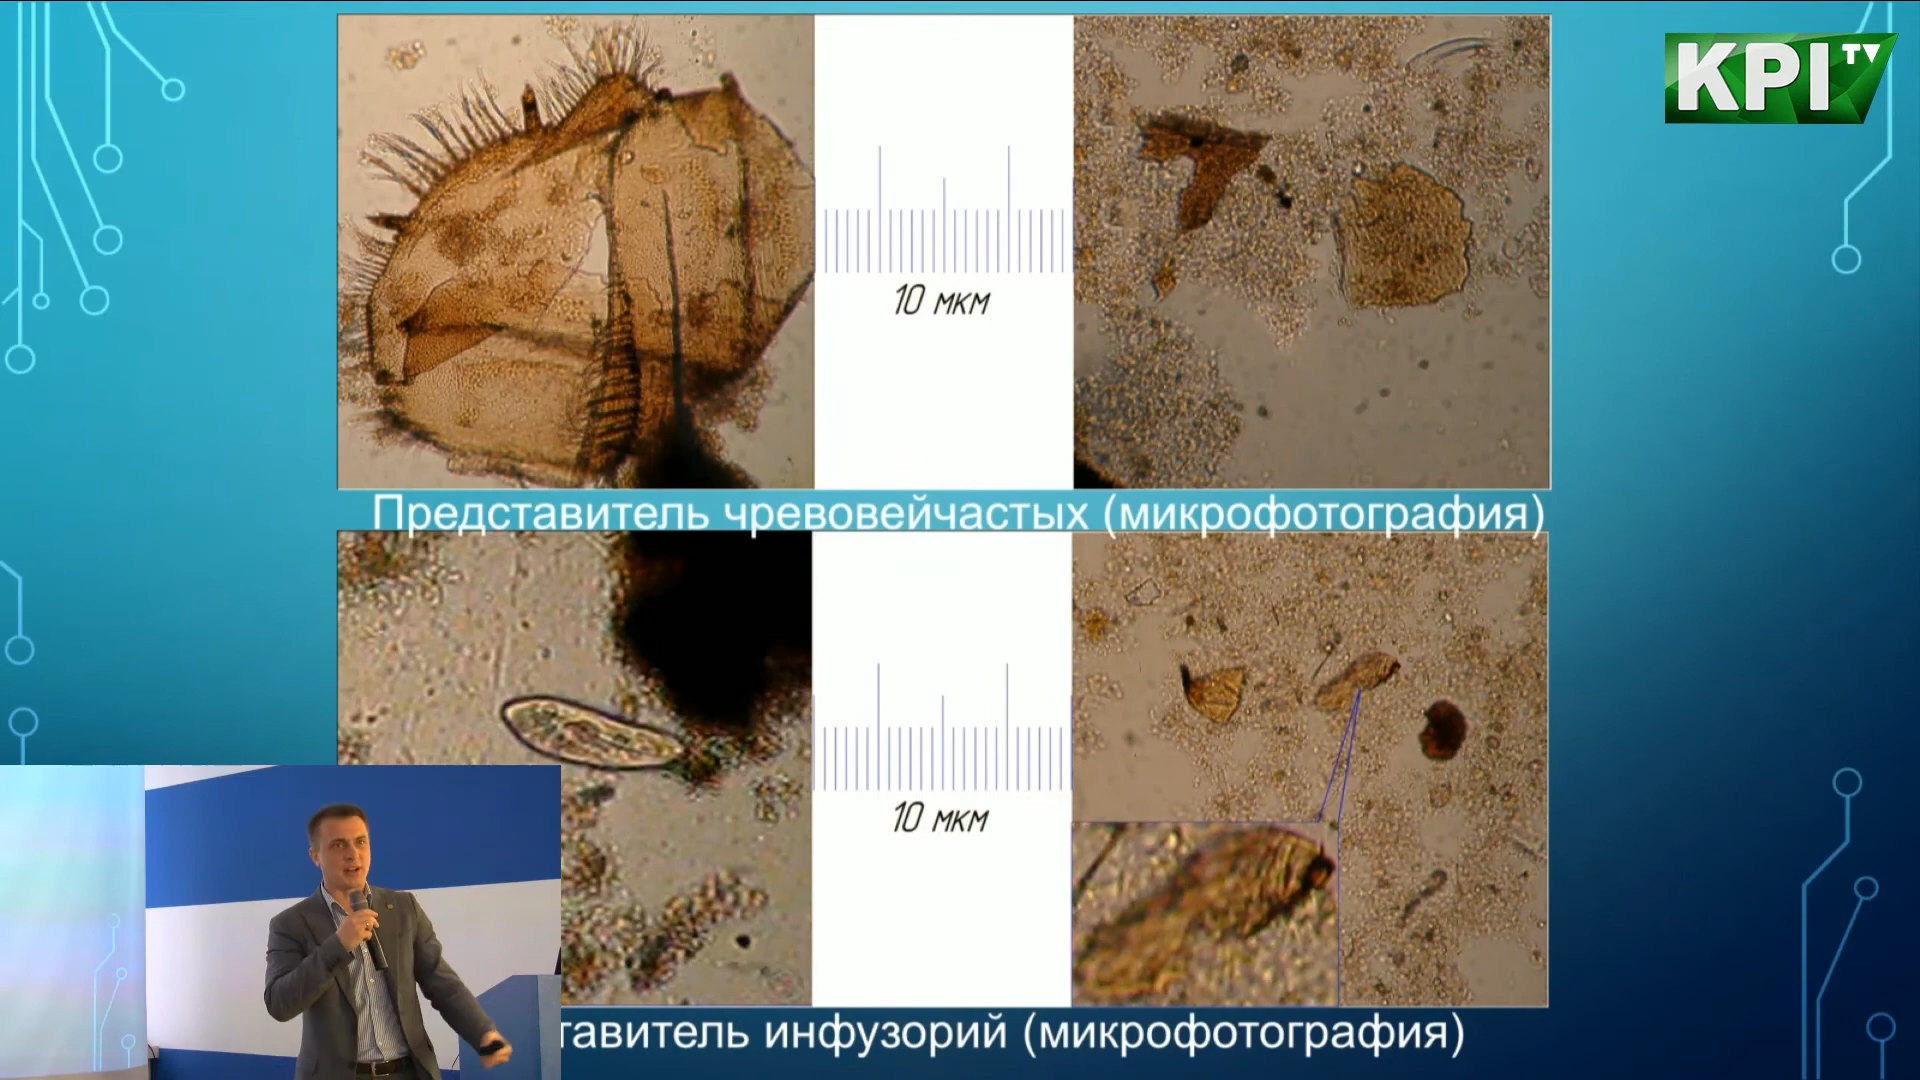 KPI TV
10 мкм
Представитель чревовейчастых (микрофотография)
10 мкм
тавитель инфузорий (микрофотография)